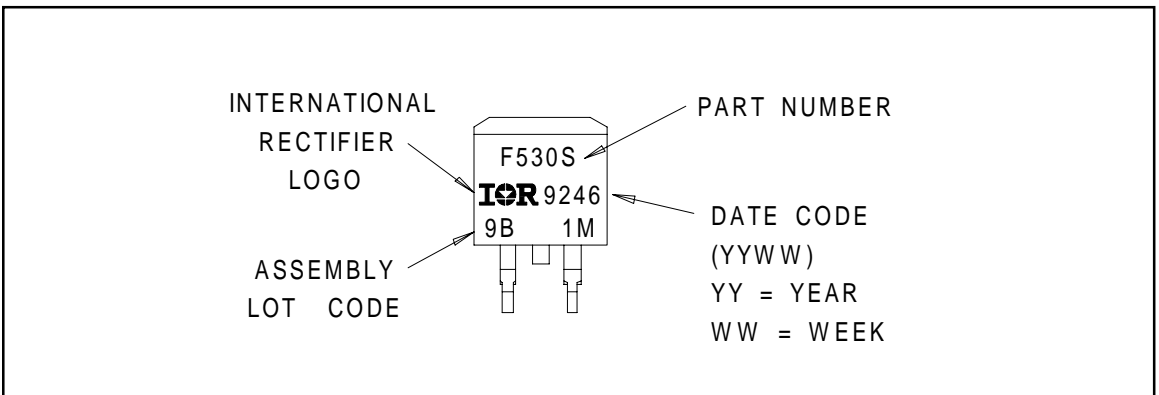 INTERNATIONAL
RECTIFIER
LOGO
PART NUMBER
F530S
IOR 9246
9B 1M
ASSEMBLY
LOT CODE
DATE CODE
(YYWW)
YY = YEAR
WW = WEEK